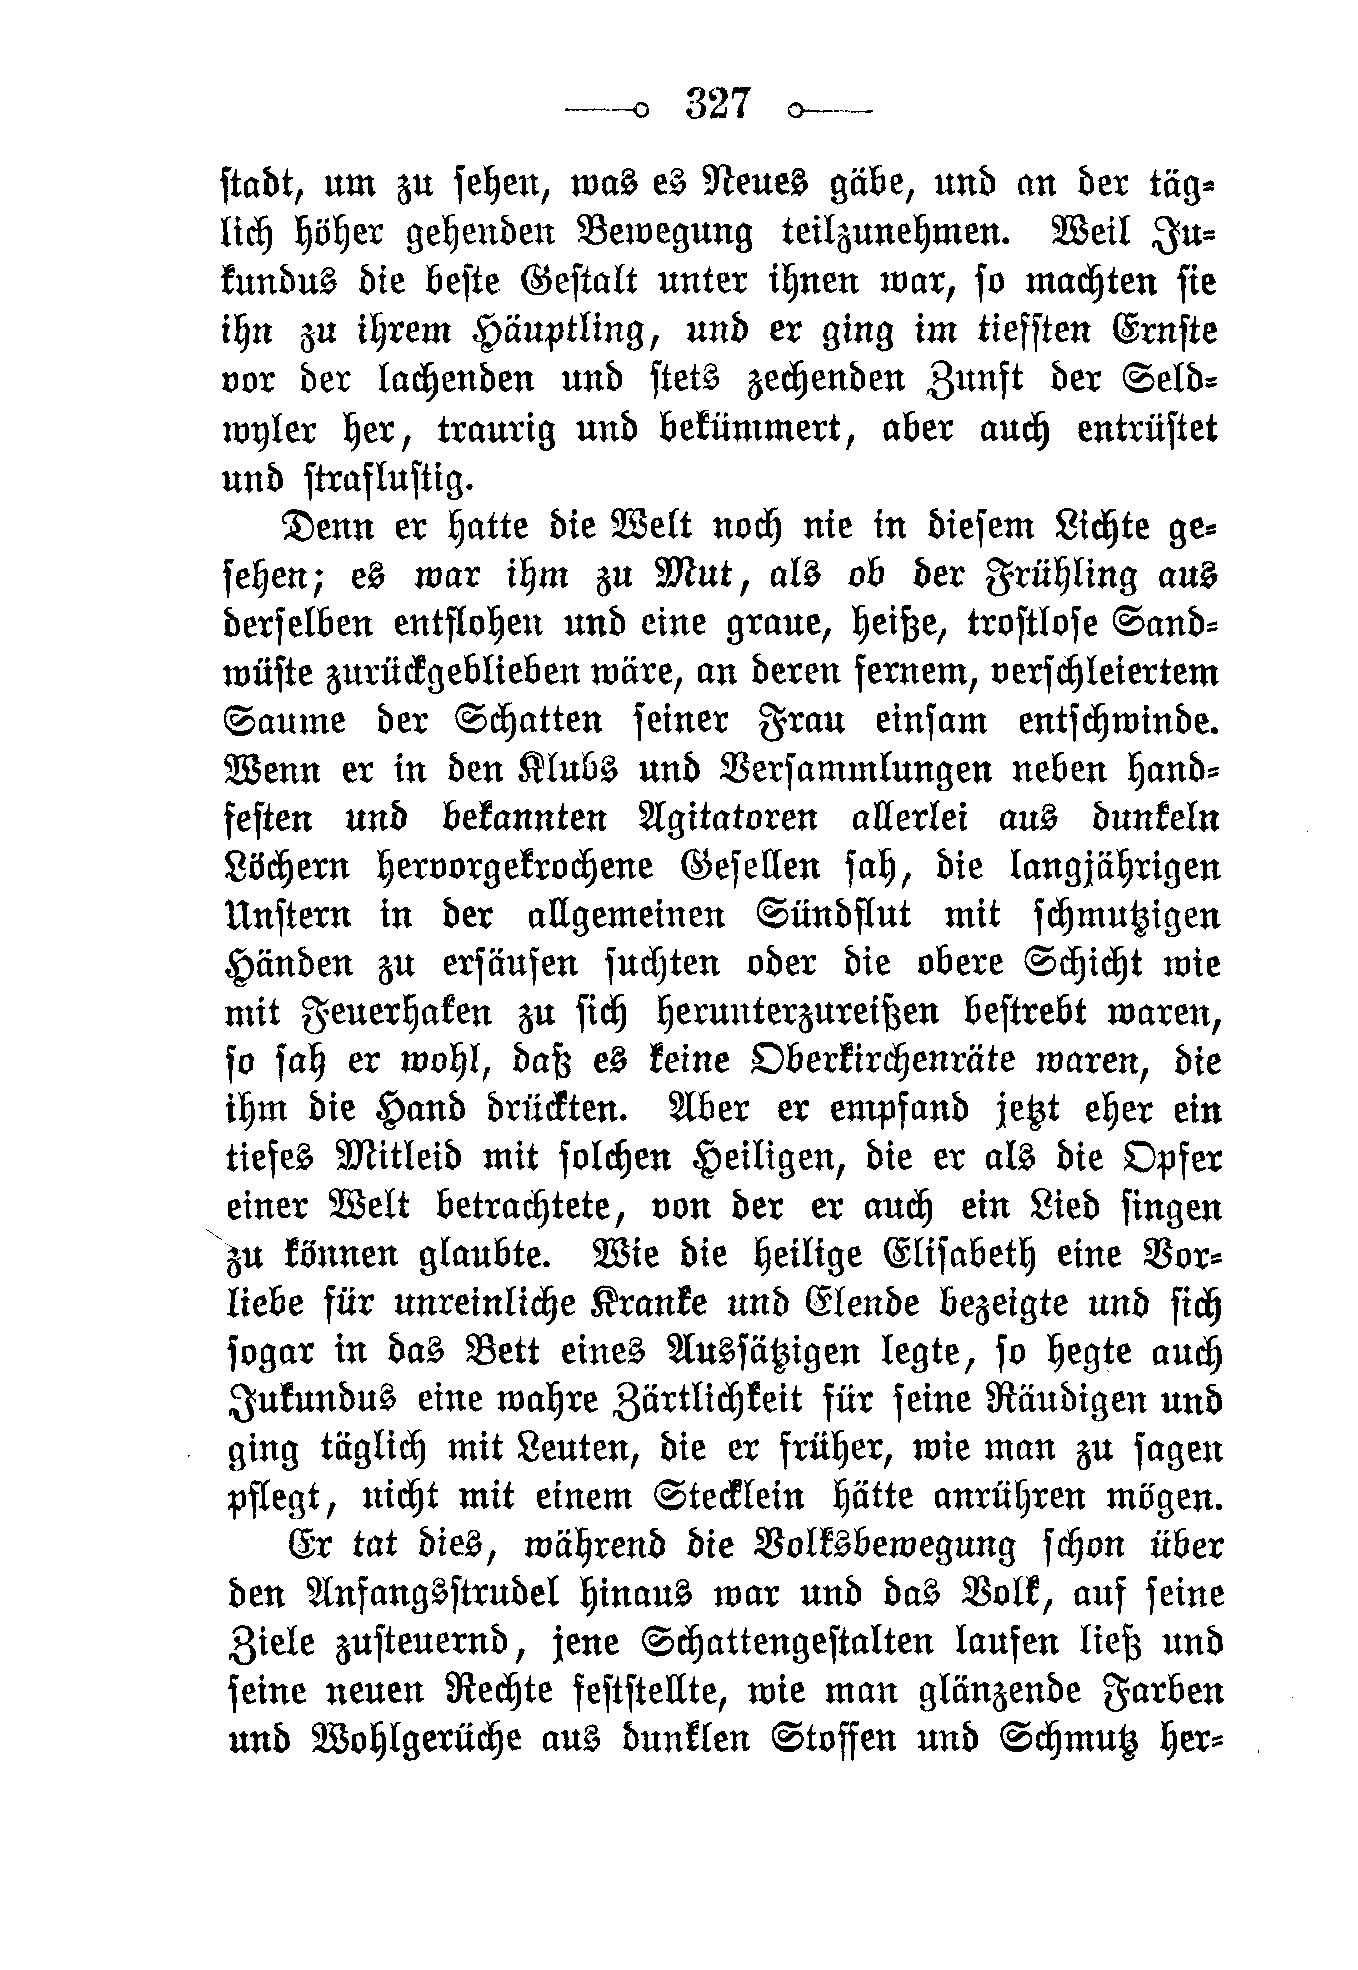 327
stadt, um zu sehen, was es Neues gäbe, und an der täg-
lich höher gehenden Bewegung teilzunehmen. Weil Ju-
kundus die beste Gestalt unter ihnen war, so machten sie
ihn zu ihrem Häuptling, und er ging im tiefsten Ernste
vor der lachenden und stets zechenden Zunft der Seld-
wyler her, traurig und bekümmert, aber auch entrüstet
und straflustig.
Denn er hatte die Welt noch nie in diesem Lichte ge-
sehen; es war ihm zu Mut, als ob der Frühling aus
derselben entflohen und eine graue, heiße, trostlose Sand-
wüste zurückgeblieben wäre, an deren fernem, verschleiertem
Saume der Schatten seiner Frau einsam entschwinde.
Wenn er in den Klubs und Versammlungen neben hand-
festen und bekannten Agitatoren allerlei aus dunkeln
Löchern hervorgekrochene Gesellen sah, die langjährigen
Unstern in der allgemeinen Sündflut mit schmutzigen
Händen zu ersäufen suchten oder die obere Schicht wie
mit Feuerhaken zu sich herunterzureißen bestrebt waren,
so sah er wohl, daß es keine Oberkirchenräte waren, die
ihm die Hand drückten. Aber er empfand jetzt eher ein
tiefes Mitleid mit solchen Heiligen, die er als die Opfer
einer Welt betrachtete, von der er auch ein Lied singen
zu können glaubte. Wie die heilige Elisabeth eine Vor-
liebe für unreinliche Kranke und Elende bezeigte und sich
sogar in das Bett eines Aussätzigen legte, so hegte auch
Jukundus eine wahre Zärtlichkeit für seine Räudigen und
ging täglich mit Leuten, die er früher, wie man zu sagen
pflegt, nicht mit einem Stecklein hätte anrühren mögen.
Er tat dies, während die Volksbewegung schon über
den Anfangsstrudel hinaus war und das Volk, auf seine
Ziele zusteuernd, jene Schattengestalten laufen ließ und
seine neuen Rechte feststellte, wie man glänzende Farben
und Wohlgerüche aus dunklen Stoffen und Schmutz her-